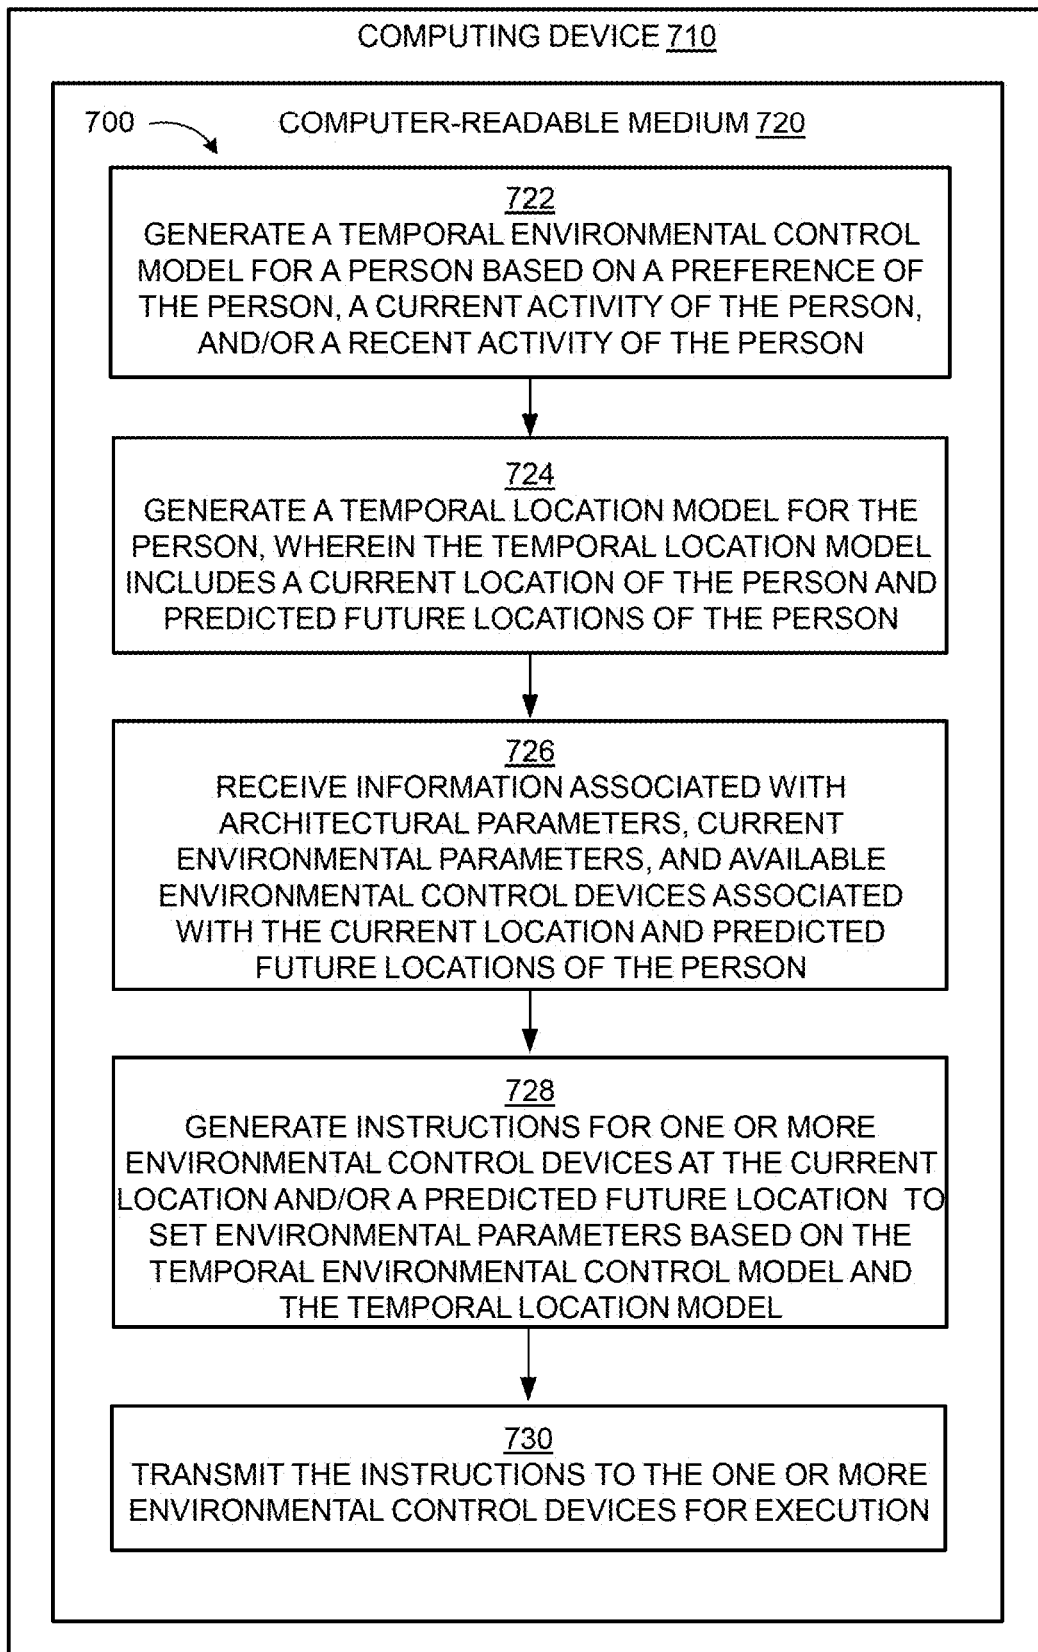 COMPUTING DEVICE 710
700
COMPUTER-READABLE MEDIUM 720
722
GENERATE A TEMPORAL ENVIRONMENTAL CONTROL
MODEL FOR A PERSON BASED ON A PREFERENCE OF
THE PERSON, A CURRENT ACTIVITY OF THE PERSON,
AND/OR A RECENT ACTIVITY OF THE PERSON
724
GENERATE A TEMPORAL LOCATION MODEL FOR THE
PERSON, WHEREIN THE TEMPORAL LOCATION MODEL
INCLUDES A CURRENT LOCATION OF THE PERSON AND
PREDICTED FUTURE LOCATIONS OF THE PERSON
726
RECEIVE INFORMATION ASSOCIATED WITH
ARCHITECTURAL PARAMETERS, CURRENT
ENVIRONMENTAL PARAMETERS, AND AVAILABLE
ENVIRONMENTAL CONTROL DEVICES ASSOCIATED
WITH THE CURRENT LOCATION AND PREDICTED
FUTURE LOCATIONS OF THE PERSON
728
GENERATE INSTRUCTIONS FOR ONE OR MORE
ENVIRONMENTAL CONTROL DEVICES AT THE CURRENT
LOCATION AND/OR A PREDICTED FUTURE LOCATION TO
SET ENVIRONMENTAL PARAMETERS BASED ON THE
TEMPORAL ENVIRONMENTAL CONTROL MODEL AND
THE TEMPORAL LOCATION MODEL
730
TRANSMIT THE INSTRUCTIONS TO THE ONE OR MORE
ENVIRONMENTAL CONTROL DEVICES FOR EXECUTION